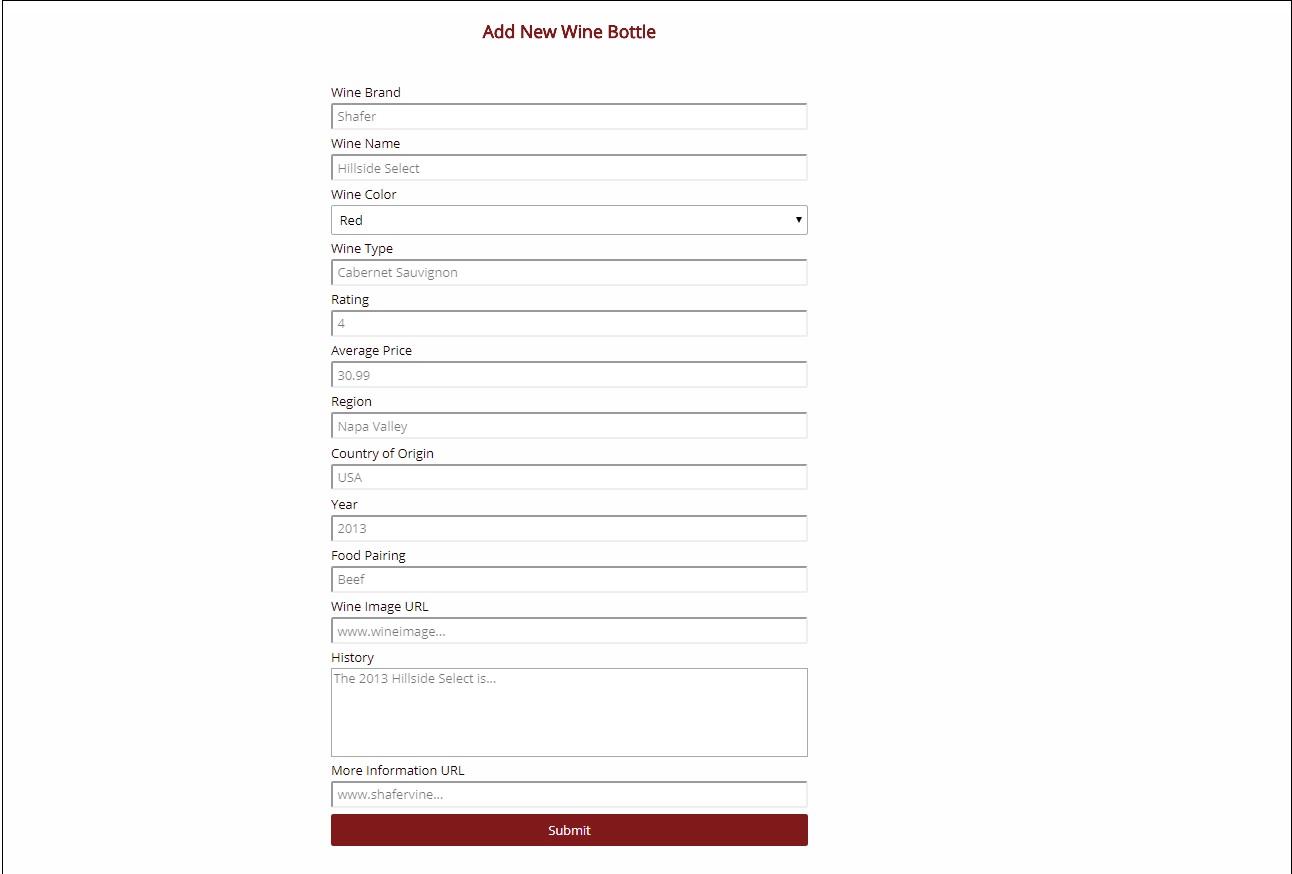 Add New Wine Bottle
Wine Brand
Shafer
Wine Name
Hillside Select
Wine Color
Red
Wine Type
Cabernet Sauvignon
Rating
4
Average Price
30.99
Region
Napa Valley
Country of Origin
USA
Year
2013
Food Pairing
Beef
Wine Image URL
www.wineimage...
History
The 2013 Hillside Select is...
More Information URL
www.shafervine...
Submit